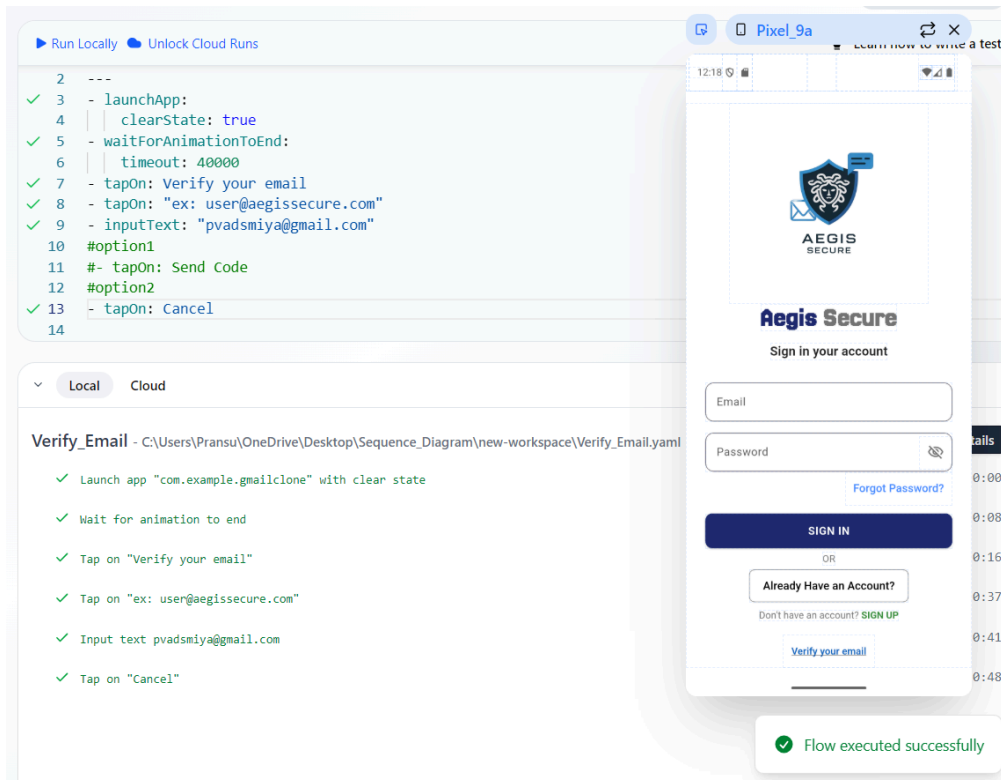 Run Locally Unlock Cloud Runs
Learn how to write a test
2 ---
3 - launchApp:
4 clearState: true
5 - waitForAnimationToEnd:
6 timeout: 40000
7 - tapOn: Verify your email
8 - tapOn: "ex: user@aegissecure.com"
9 - inputText: "pvadsmiya@gmail.com"
10 #option1
11 #- tapOn: Send Code
12 #option2
13 - tapOn: Cancel
14
Local Cloud
Verify_Email - C:\Users\Pransu\OneDrive\Desktop\Sequence_Diagram\new-workspace\Verify_Email.yaml
tails
Launch app "com.example.gmailclone" with clear state
0:00
Wait for animation to end
0:08
Tap on "Verify your email"
0:16
Tap on "ex: user@aegissecure.com"
0:37
Input text pvadsmiya@gmail.com
0:41
Tap on "Cancel"
0:48
Pixel_9a
12:18
AEGIS
SECURE
Aegis Secure
Sign in your account
Email
Password
Forgot Password?
SIGN IN
OR
Already Have an Account?
Don't have an account? SIGN UP
Verify your email
Flow executed successfully